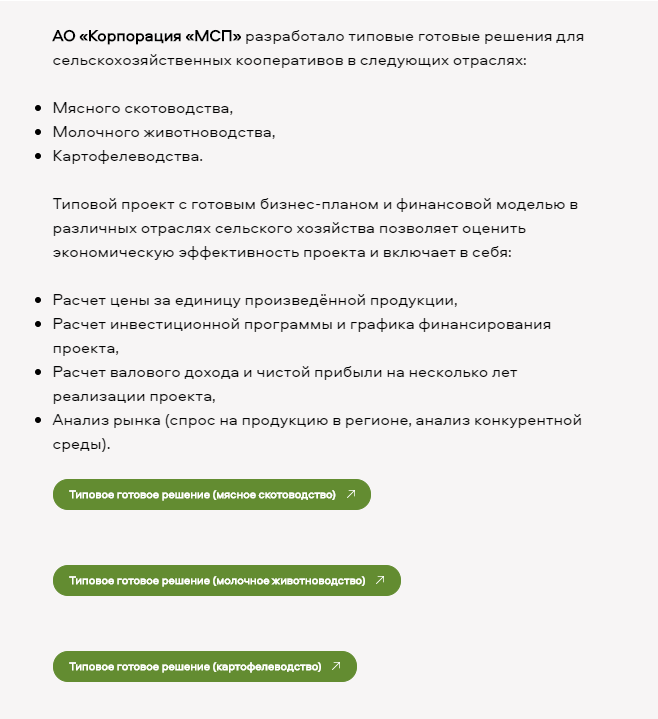 АО «Корпорация «МСП» разработало типовые готовые решения для
сельскохозяйственных кооперативов в следующих отраслях:
Мясного скотоводства,
Молочного животноводства,
Картофелеводства.
Типовой проект с готовым бизнес-планом и финансовой моделью в
различных отраслях сельского хозяйства позволяет оценить
экономическую эффективность проекта и включает в себя:
Расчет цены за единицу произведённой продукции,
Расчет инвестиционной программы и графика финансирования
проекта,
Расчет валового дохода и чистой прибыли на несколько лет
реализации проекта,
Анализ рынка (спрос на продукцию в регионе, анализ конкурентной
среды).
Типовое готовое решение (мясное скотоводство)
Типовое готовое решение (молочное животноводство)
Типовое готовое решение (картофелеводство)